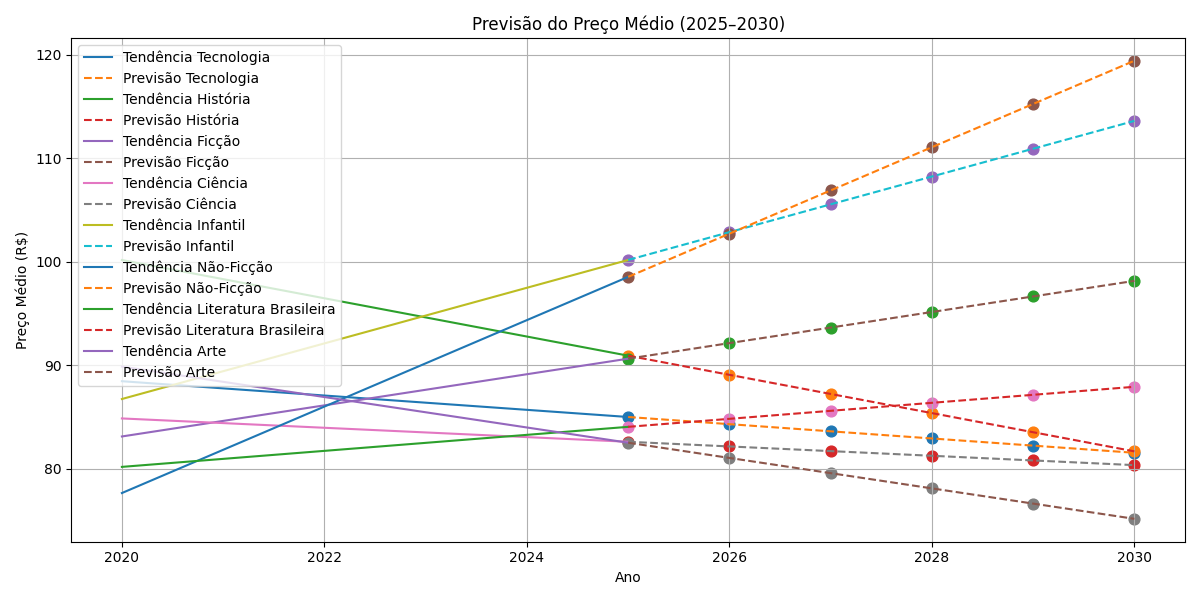 Previsão do Preço Médio (2025–2030)
120
110
100
90
80
Preço Médio (R$)
Tendência Tecnologia
Previsão Tecnologia
Tendência História
Previsão História
Tendência Ficção
Previsão Ficção
Tendência Ciência
Previsão Ciência
Tendência Infantil
Previsão Infantil
Tendência Não-Ficção
Previsão Não-Ficção
Tendência Literatura Brasileira
Previsão Literatura Brasileira
Tendência Arte
Previsão Arte
2020 2022 2024 2026 2028 2030
Ano